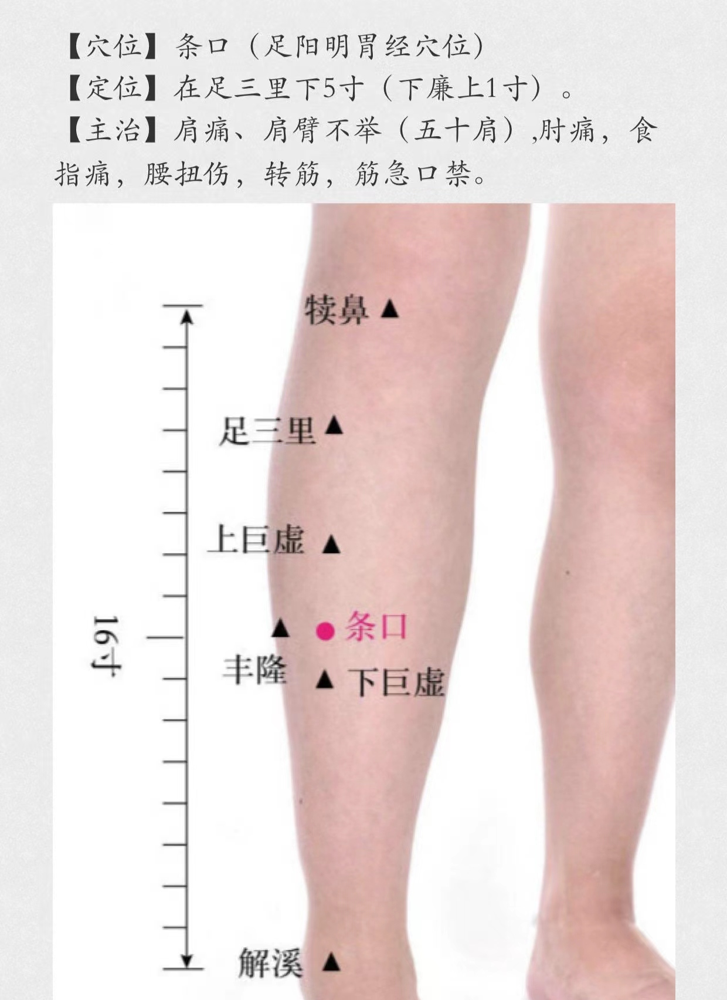 【穴位】条口（足阳明胃经穴位）
【定位】在足三里下5寸（下廉上1寸）。
【主治】肩痛、肩臂不举（五十肩）,肘痛，食
指痛，腰扭伤，转筋，筋急口禁。
犊鼻
足三里
上巨虚
条口
16寸
丰隆
下巨虚
解溪